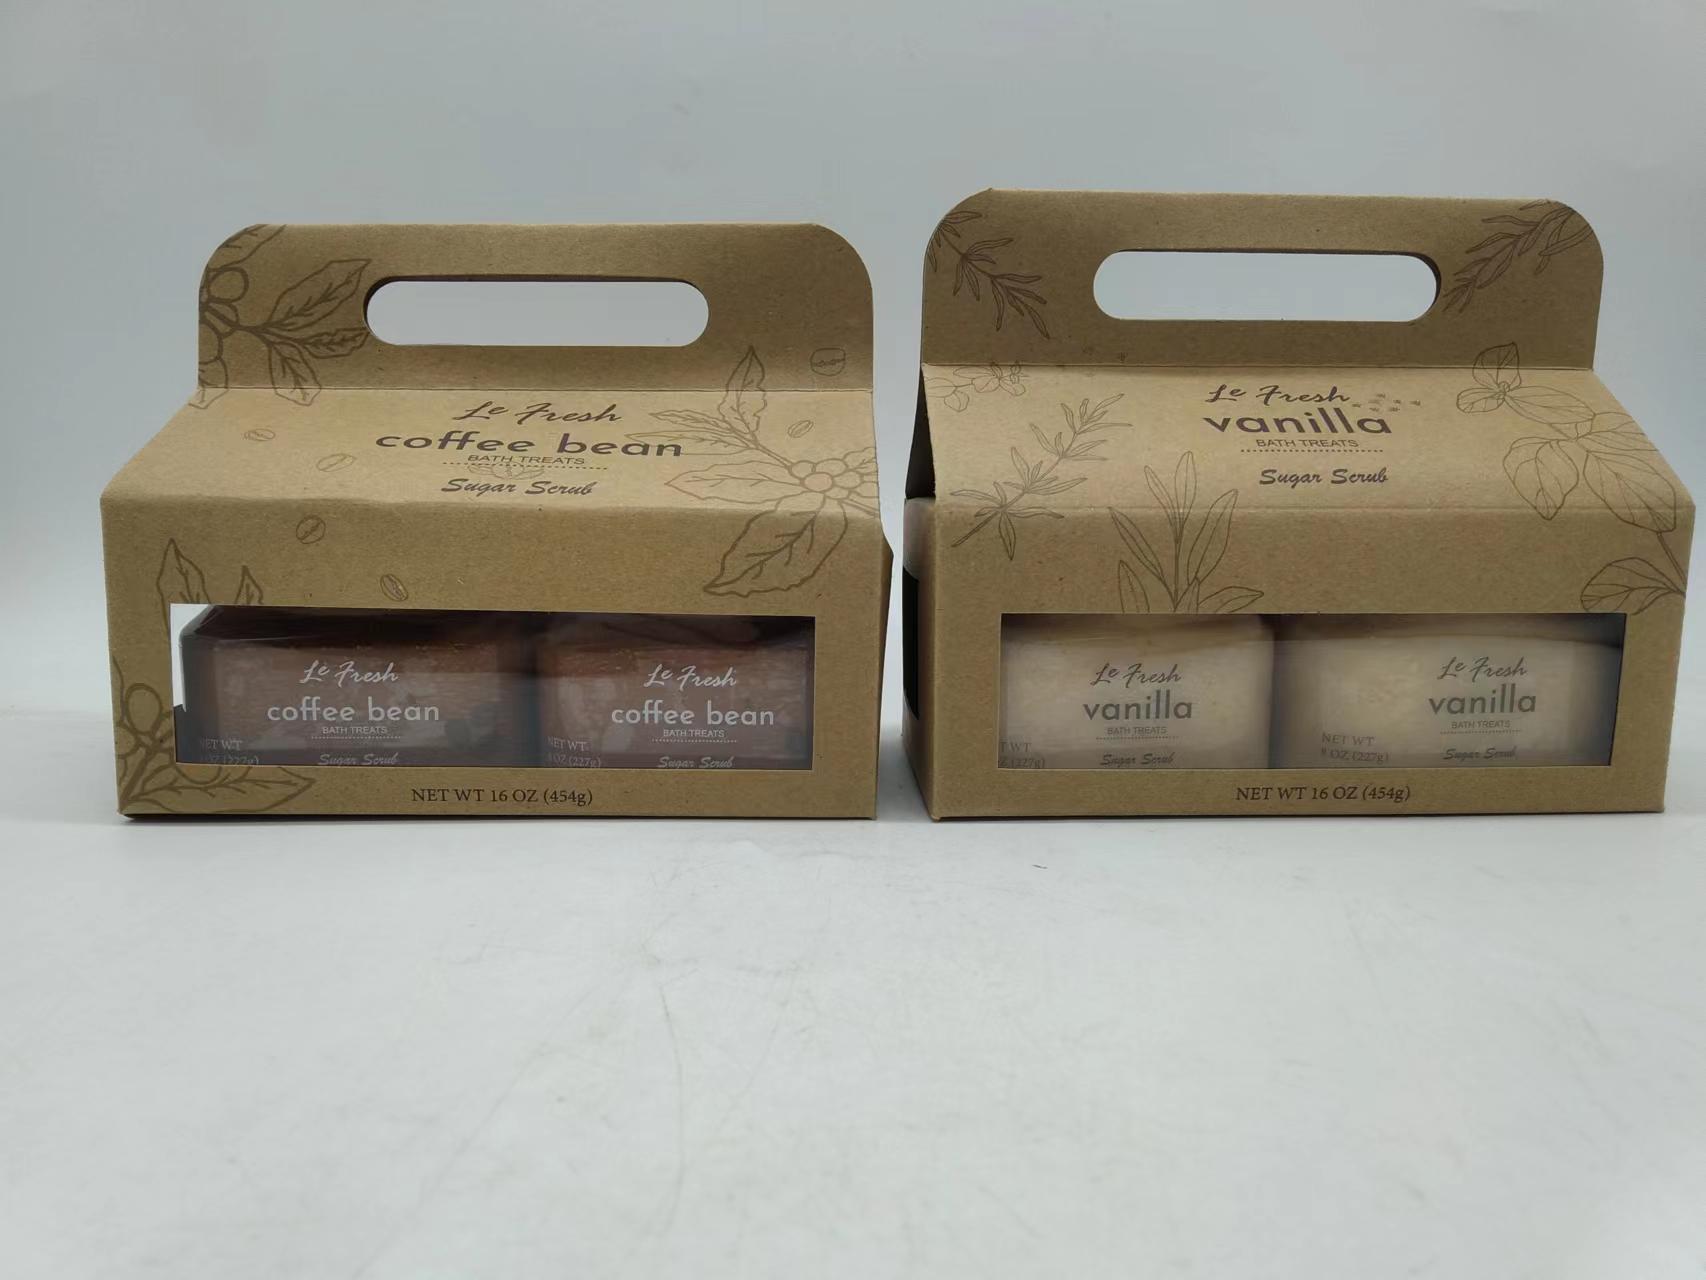 Le Fresh
coffee bean
BATH TREATS
Sugar Scrub
Le Fresh
coffee bean
BATH TREATS
Sugar Scrub
NET WT
OZ (227g)
Le Fresh
coffee bean
BATH TREATS
Sugar Scrub
NET WT
8 OZ (227g)
NET WT 16 OZ (454g)
Le Fresh
vanilla
BATH TREATS
Sugar Scrub
Le Fresh
vanilla
BATH TREATS
Sugar Scrub
T WT
Z (227g)
Le Fresh
vanilla
BATH TREATS
Sugar Scrub
NET WT
8 OZ (227g)
NET WT 16 OZ (454g)